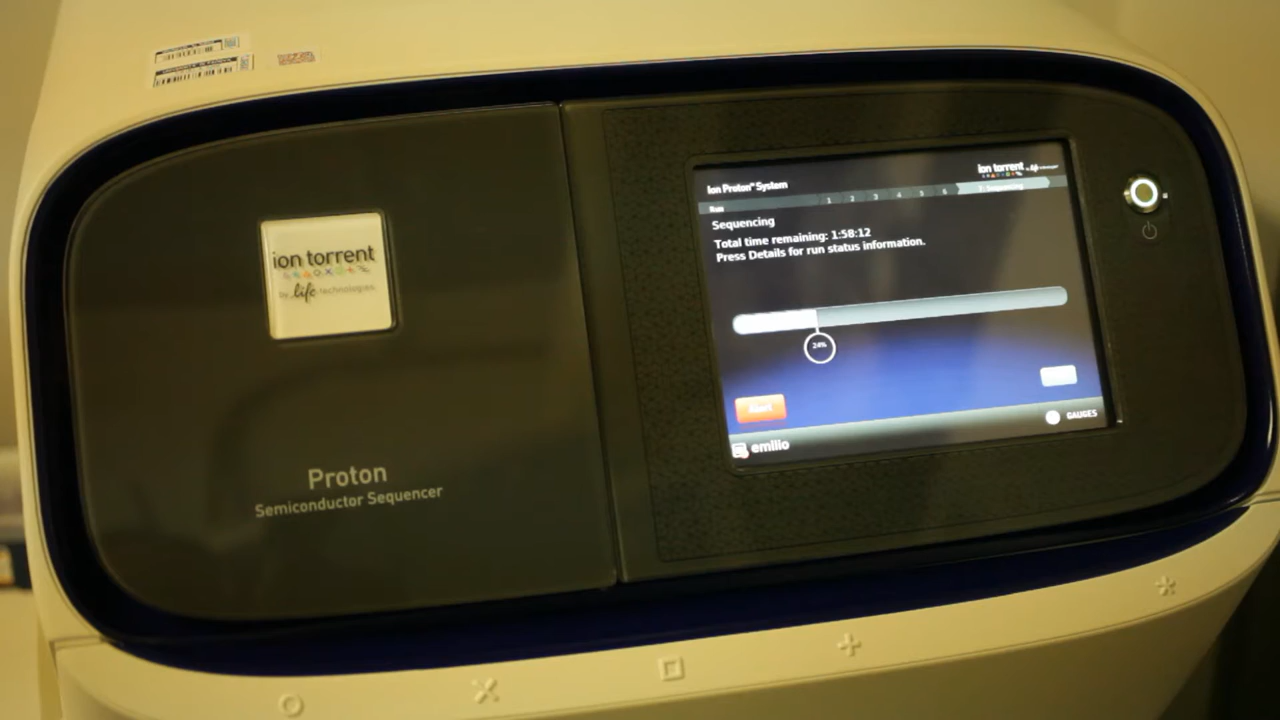 ion torrent
by life technologies
Proton
Semiconductor Sequencer
Ion Proton™ System
ion torrent
Run
1 2 3 4 5 6 7. Sequencing
Sequencing
Total time remaining: 1:58:12
Press Details for run status information.
24%
Abort
emilio
GAUGES